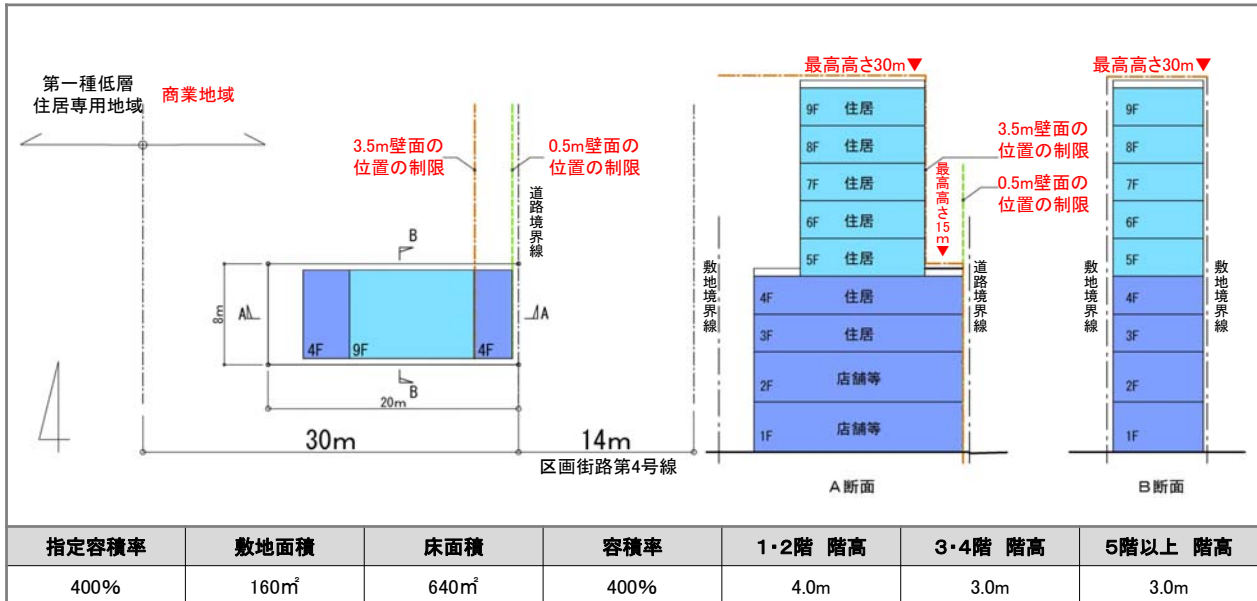 第一種低層
住居専用地域
商業地域
3.5m壁面の
位置の制限
0.5m壁面の
位置の制限
道路境界線
B
A
A
8m
4F
9F
4F
B
20m
30m
14m
区画街路第4号線
最高高さ30m▼
9F 住居
8F 住居
7F 住居
6F 住居
5F 住居
4F 住居
3F 住居
2F 店舗等
1F 店舗等
3.5m壁面の
位置の制限
最高高さ15m▼
0.5m壁面の
位置の制限
敷地境界線
道路境界線
A断面
最高高さ30m▼
9F
8F
7F
6F
5F
4F
3F
2F
1F
敷地境界線
敷地境界線
B断面
指定容積率 敷地面積 床面積 容積率 1・2階 階高 3・4階 階高 5階以上 階高
400% 160㎡ 640㎡ 400% 4.0m 3.0m 3.0m